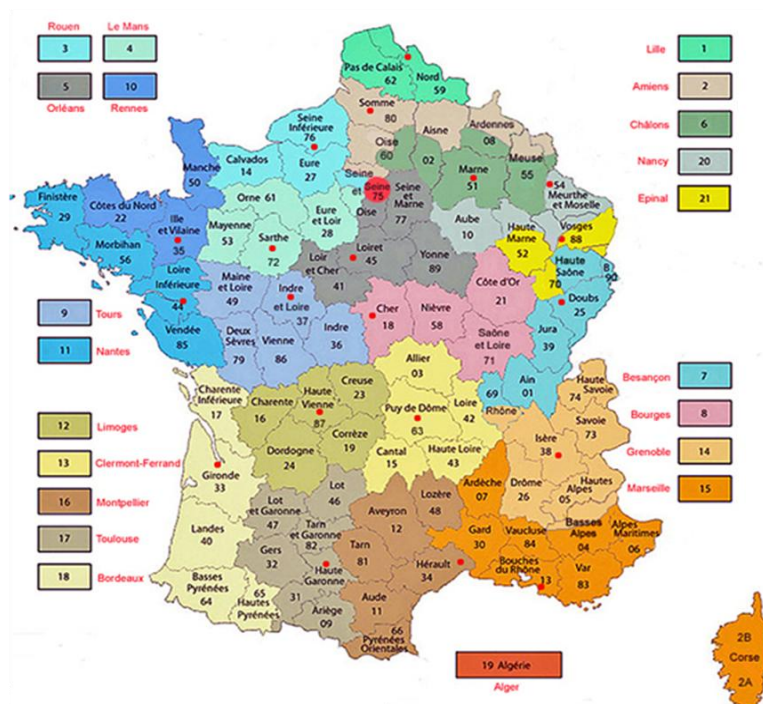 Rouen
Le Mans
3
4
5
10
Orléans
Rennes
Lille
1
Amiens
2
Châlons
6
Nancy
20
Epinal
21
Pas de Calais
62
Nord
59
Somme
80
Aisne
02
Ardennes
08
Oise
60
Seine
Inférieure
76
Eure
27
Calvados
14
Manche
50
Orne 61
Marne
51
Meuse
55
54
Meurthe
et Moselle
Seine et
Oise
Seine
75
Seine
et
Marne
77
Eure
et Loir
28
Finistère
29
Côtes du Nord
22
Ille
et Vilaine
35
Morbihan
56
Mayenne
53
Sarthe
72
Aube
10
Haute
Marne
52
Vosges
88
Haute
Saône
70
B
90
Loire
Inférieure
44
Maine et
Loire
49
Indre
et Loire
37
Loir
et Cher
41
Loiret
45
Yonne
89
Côte d'Or
21
Doubs
25
Jura
39
Vendée
85
Deux
Sèvres
79
Vienne
86
Indre
36
Cher
18
Nièvre
58
Saône
et Loire
71
9
Tours
11
Nantes
Allier
03
Ain
01
69
Rhône
Haute
Savoie
74
Savoie
73
Besançon
7
Bourges
8
Grenoble
14
Marseille
15
Charente
Inférieure
17
Charente
16
Haute
Vienne
87
Creuse
23
Puy de Dôme
63
Loire
42
Isère
38
12
Limoges
13
Clermont-Ferrand
16
Montpellier
17
Toulouse
18
Bordeaux
Corrèze
19
Dordogne
24
Cantal
15
Haute Loire
43
Ardèche
07
Drôme
26
Hautes
Alpes
05
Gironde
33
Lot
46
Lot
et Garonne
47
Tarn
et Garonne
82
Aveyron
12
Lozère
48
Gard
30
Vaucluse
84
Basses
Alpes
04
Alpes
Maritimes
06
Landes
40
Gers
32
Tarn
81
Hérault
34
Bouches
du Rhône
13
Var
83
Basses
Pyrénées
64
65
Hautes
Pyrénées
Haute
Garonne
31
Ariège
09
Aude
11
66
Pyrénées
Orientales
2B
Corse
2A
19 Algérie
Alger